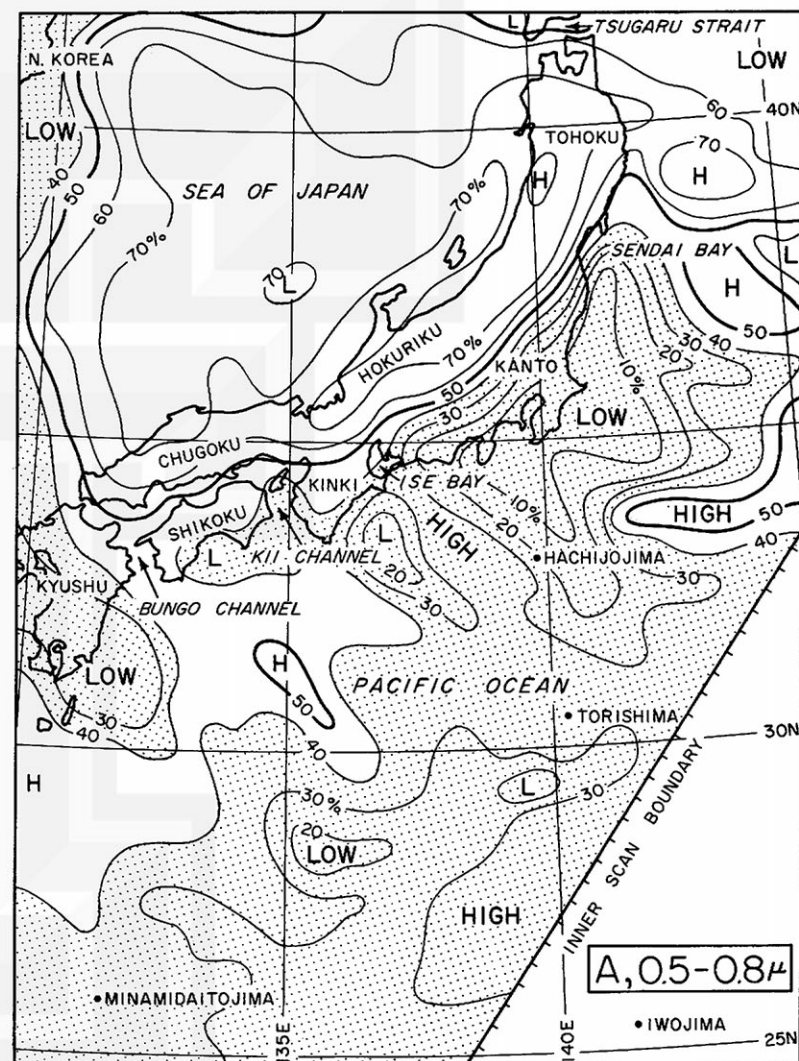 L
TSUGARU STRAIT
N. KOREA
LOW
LOW
60
40N
TOHOKU
70
40
50
60
70%
SEA OF JAPAN
70%
H
H
SENDAI BAY
L
70
L
H
50
HOKURIKU
70%
50
30
KANTO
10%
20
30
40
LOW
CHUGOKU
KINKI
ISE BAY
10%
20
HIGH
HIGH
50
40
SHIKOKU
L
KII CHANNEL
L
20
30
HACHIJOJIMA
30
KYUSHU
BUNGO CHANNEL
LOW
H
50
PACIFIC OCEAN
30
40
40
TORISHIMA
30N
H
30%
20
LOW
L
30
HIGH
INNER SCAN BOUNDARY
A, 0.5-0.8μ
MINAMIDAITOJIMA
135E
140E
IWOJIMA
25N